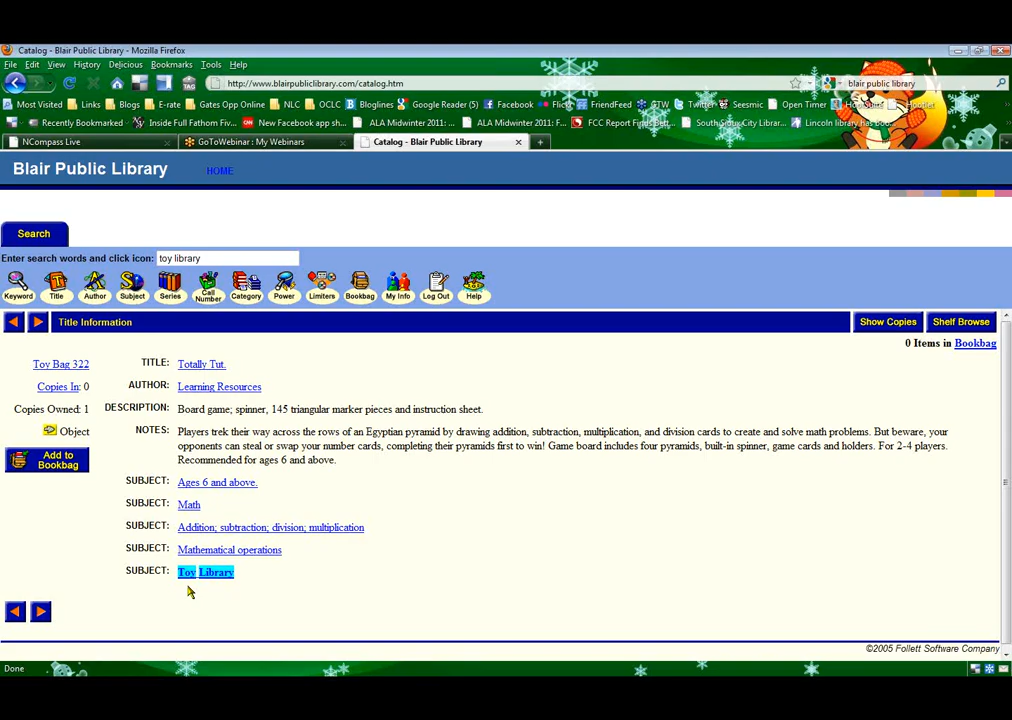 Catalog - Blair Public Library - Mozilla Firefox
File Edit View History Delicious Bookmarks Tools Help
TAG http://www.blairpubliclibrary.com/catalog.htm blair public library
Most Visited Links Blogs E-rate Gates Opp Online NLC OCLC Bloglines Google Reader (5) Facebook FriendFeed GTW Seesmic Open Timer
Recently Bookmarked Inside Full Fathom Fiv... New Facebook app sh... ALA Midwinter 2011: ... ALA Midwinter 2011: F... FCC Report Finds South Sioux City Librar... Lincoln library has
NCompass Live GoToWebinar : My Webinars Catalog - Blair Public Library
Blair Public Library HOME
Search
Enter search words and click icon: toy library
Keyword Title Author Subject Series Call Number Category Power Limiters Bookbag My Info Log Out Help
Title Information Show Copies Shelf Browse
0 Items in Bookbag
Toy Bag 322 TITLE: Totally Tut.
Copies In: 0 AUTHOR: Learning Resources
Copies Owned: 1 DESCRIPTION: Board game; spinner, 145 triangular marker pieces and instruction sheet.
Object NOTES: Players trek their way across the rows of an Egyptian pyramid by drawing addition, subtraction, multiplication, and division cards to create and solve math problems. But beware, your
Add to Bookbag opponents can steal or swap your number cards, completing their pyramids first to win! Game board includes four pyramids, built-in spinner, game cards and holders. For 2-4 players.
Recommended for ages 6 and above.
SUBJECT: Ages 6 and above.
SUBJECT: Math
SUBJECT: Addition; subtraction; division; multiplication
SUBJECT: Mathematical operations
SUBJECT: Toy Library
©2005 Follett Software Company
Done